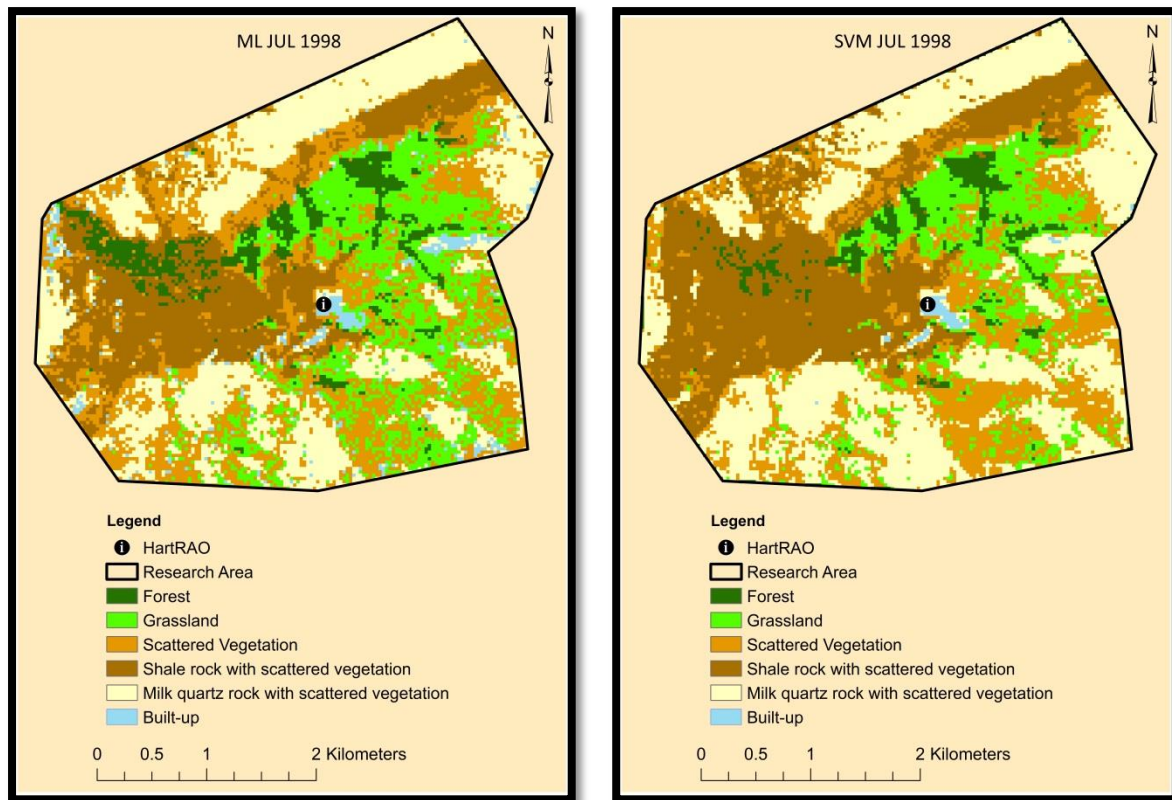 ML JUL 1998
N
i
Legend
i HartRAO
Research Area
Forest
Grassland
Scattered Vegetation
Shale rock with scattered vegetation
Milk quartz rock with scattered vegetation
Built-up
0 0.5 1 2 Kilometers
SVM JUL 1998
N
i
Legend
i HartRAO
Research Area
Forest
Grassland
Scattered Vegetation
Shale rock with scattered vegetation
Milk quartz rock with scattered vegetation
Built-up
0 0.5 1 2 Kilometers